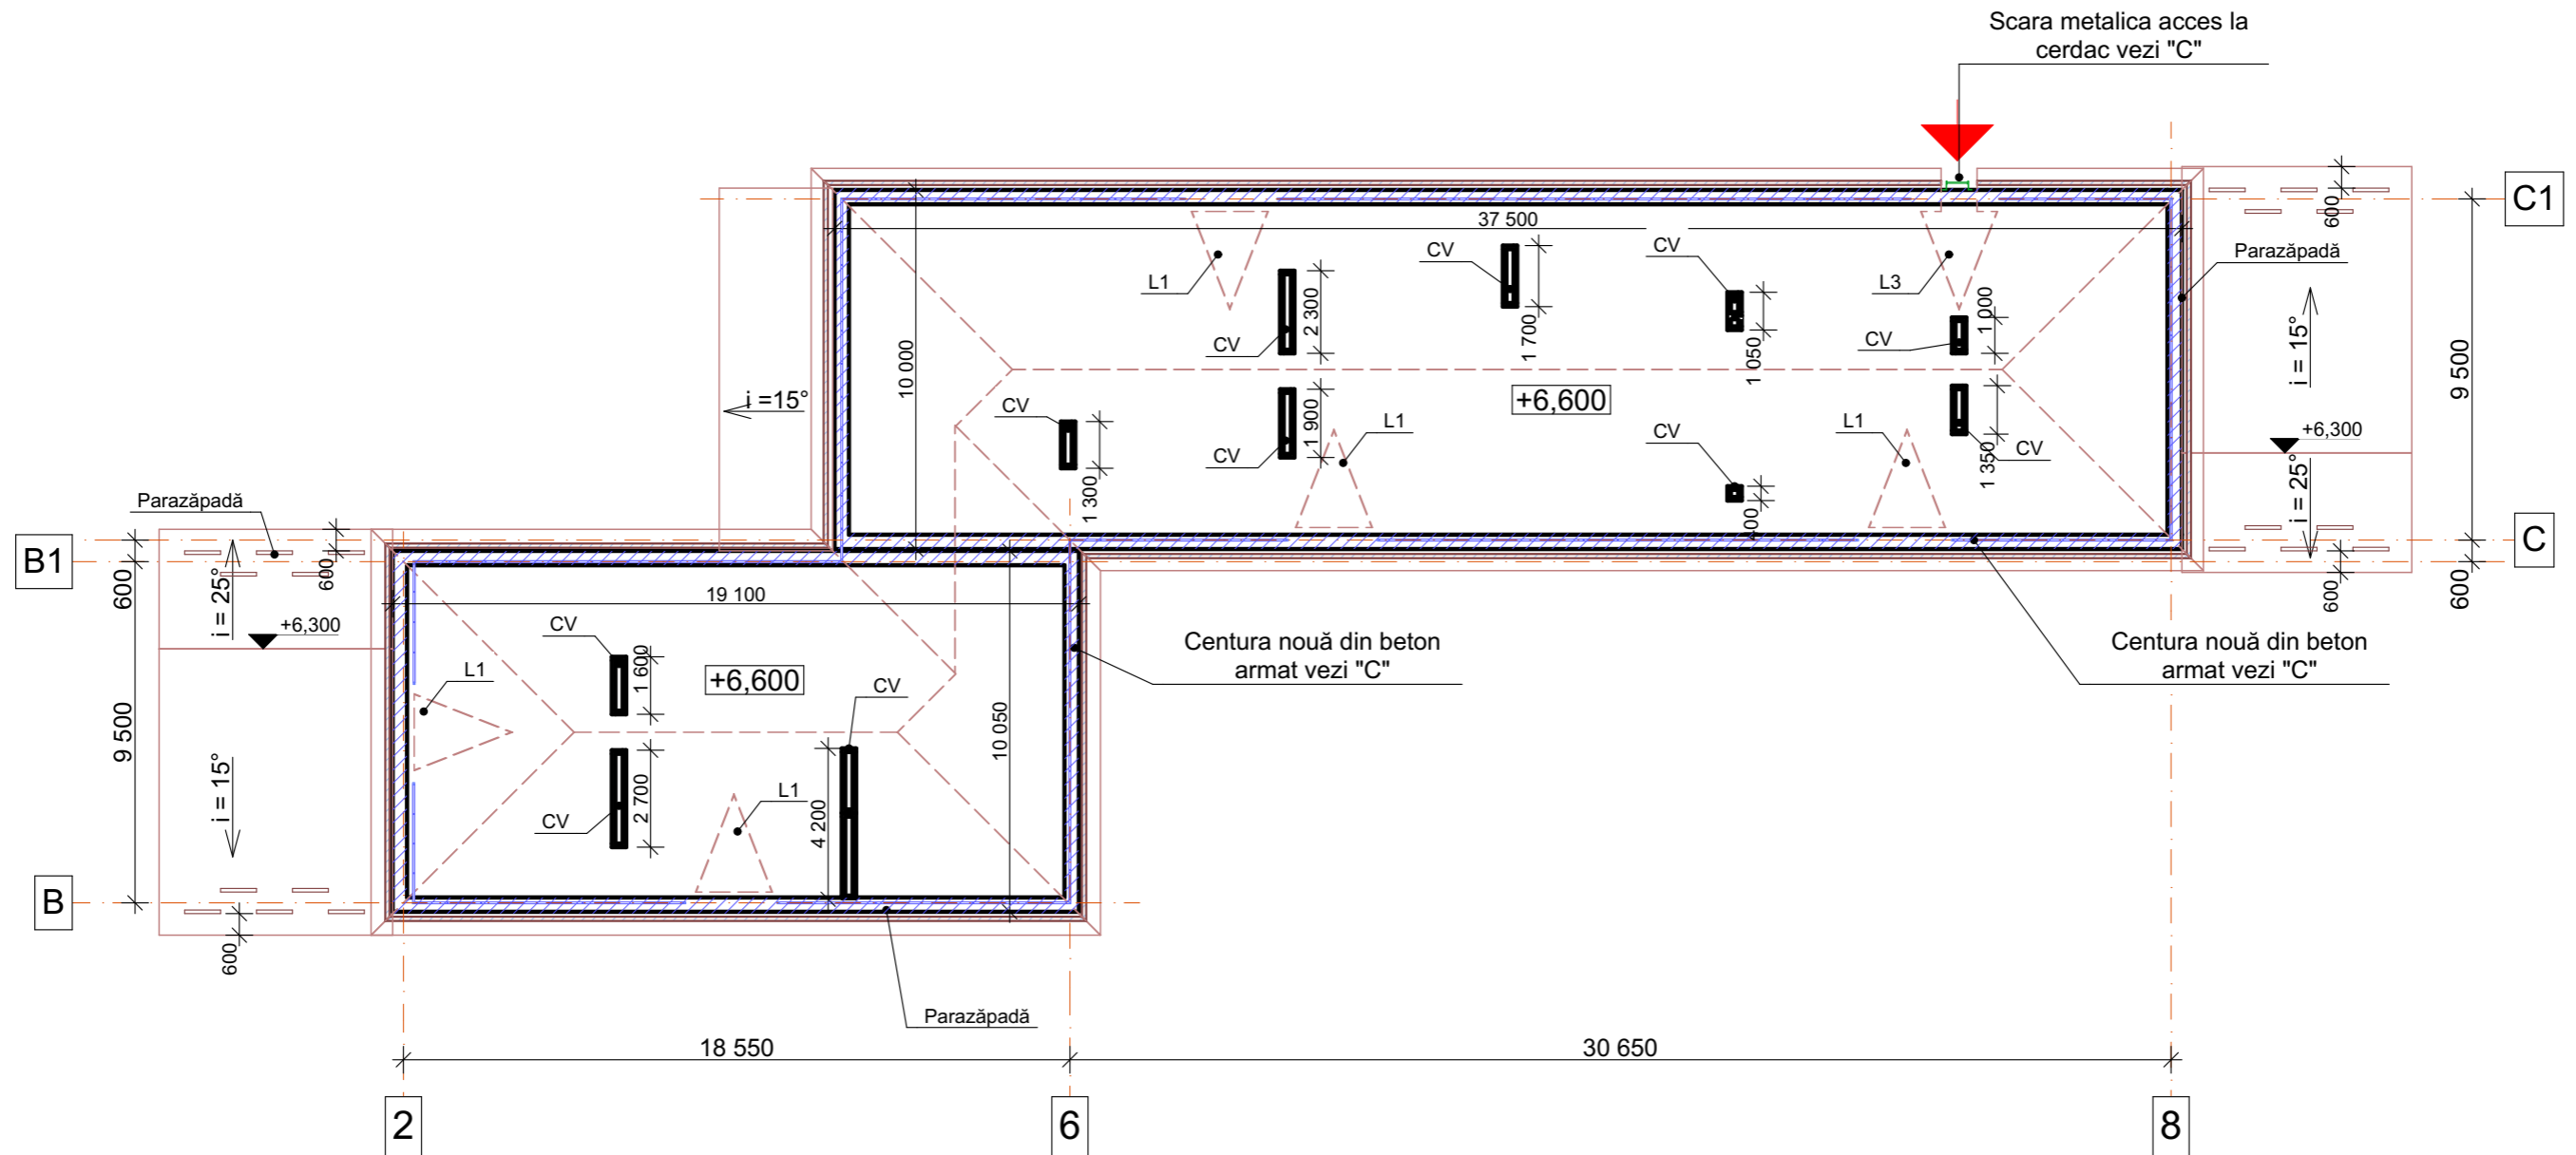 Scara metalica acces la
cerdac vezi "C"
C1
600
37 500
Parazăpadă
L1
CV
CV
L3
CV
2 300
1 700
1 050
1 000
CV
CV
10 000
i =15°
i = 15°
9 500
+6,600
CV
1 900
L1
CV
L1
1 350
CV
+6,300
CV
1 300
400
i = 25°
Parazăpadă
B1
600
600
i = 25°
C
600
600
19 100
+6,300
CV
1 600
+6,600
L1
CV
Centura nouă din beton
armat vezi "C"
Centura nouă din beton
armat vezi "C"
9 500
10 050
i = 15°
2 700
CV
L1
4 200
B
600
Parazăpadă
18 550
30 650
2
6
8